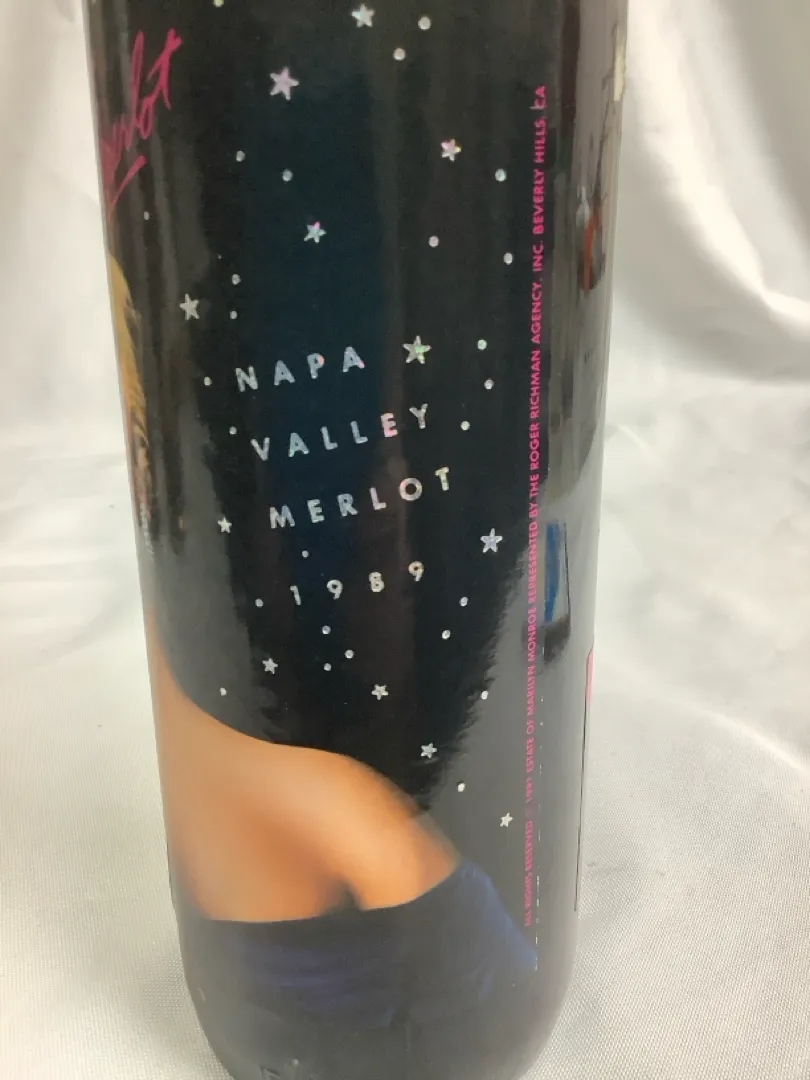 erlot
NAPA
VALLEY
MERLOT
1989
ALL RIGHTS RESERVED © 1991 ESTATE OF MARILYN MONROE REPRESENTED BY THE ROGER RICHMAN AGENCY, INC. BEVERLY HILLS, CA